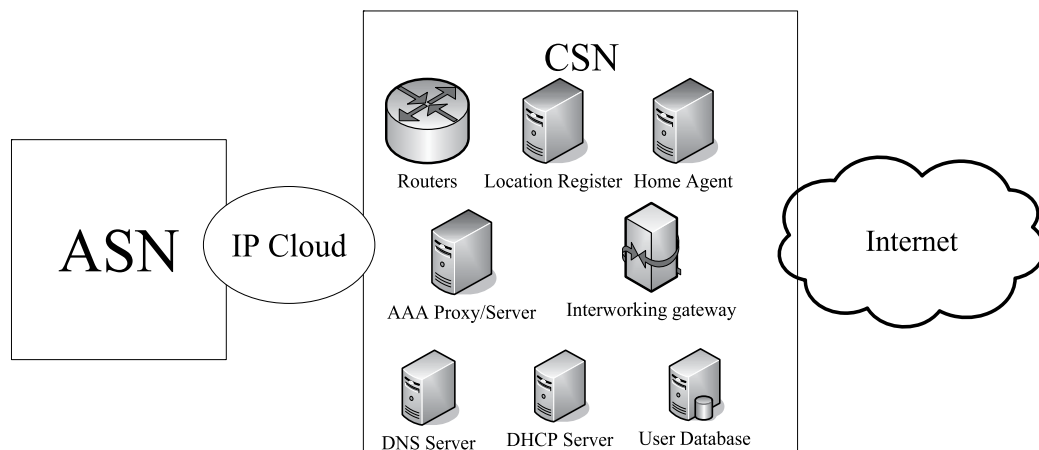 CSN
Routers
Location Register
Home Agent
ASN
IP Cloud
Internet
AAA Proxy/Server
Interworking gateway
DNS Server
DHCP Server
User Database